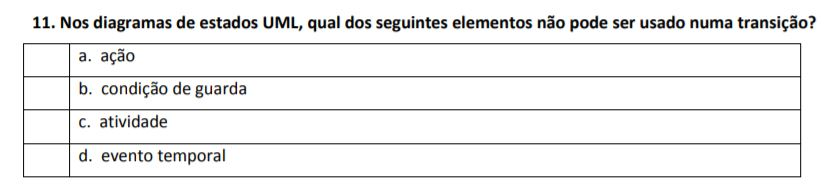 11. Nos diagramas de estados UML, qual dos seguintes elementos não pode ser usado numa transição?
a. ação
b. condição de guarda
c. atividade
d. evento temporal